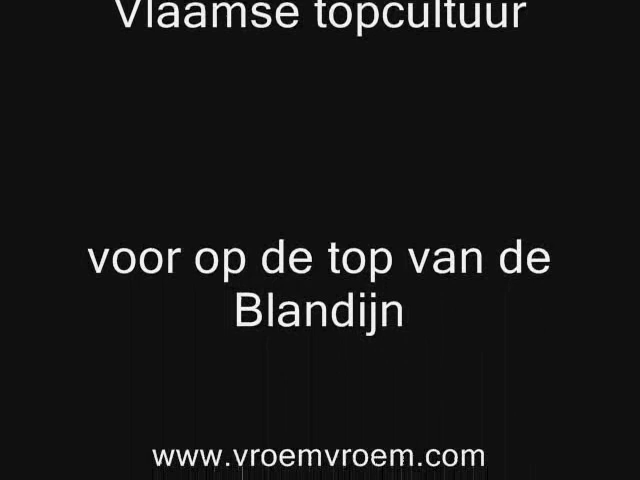 Vlaamse topcultuur
voor op de top van de
Blandijn
www.vroemvroem.com